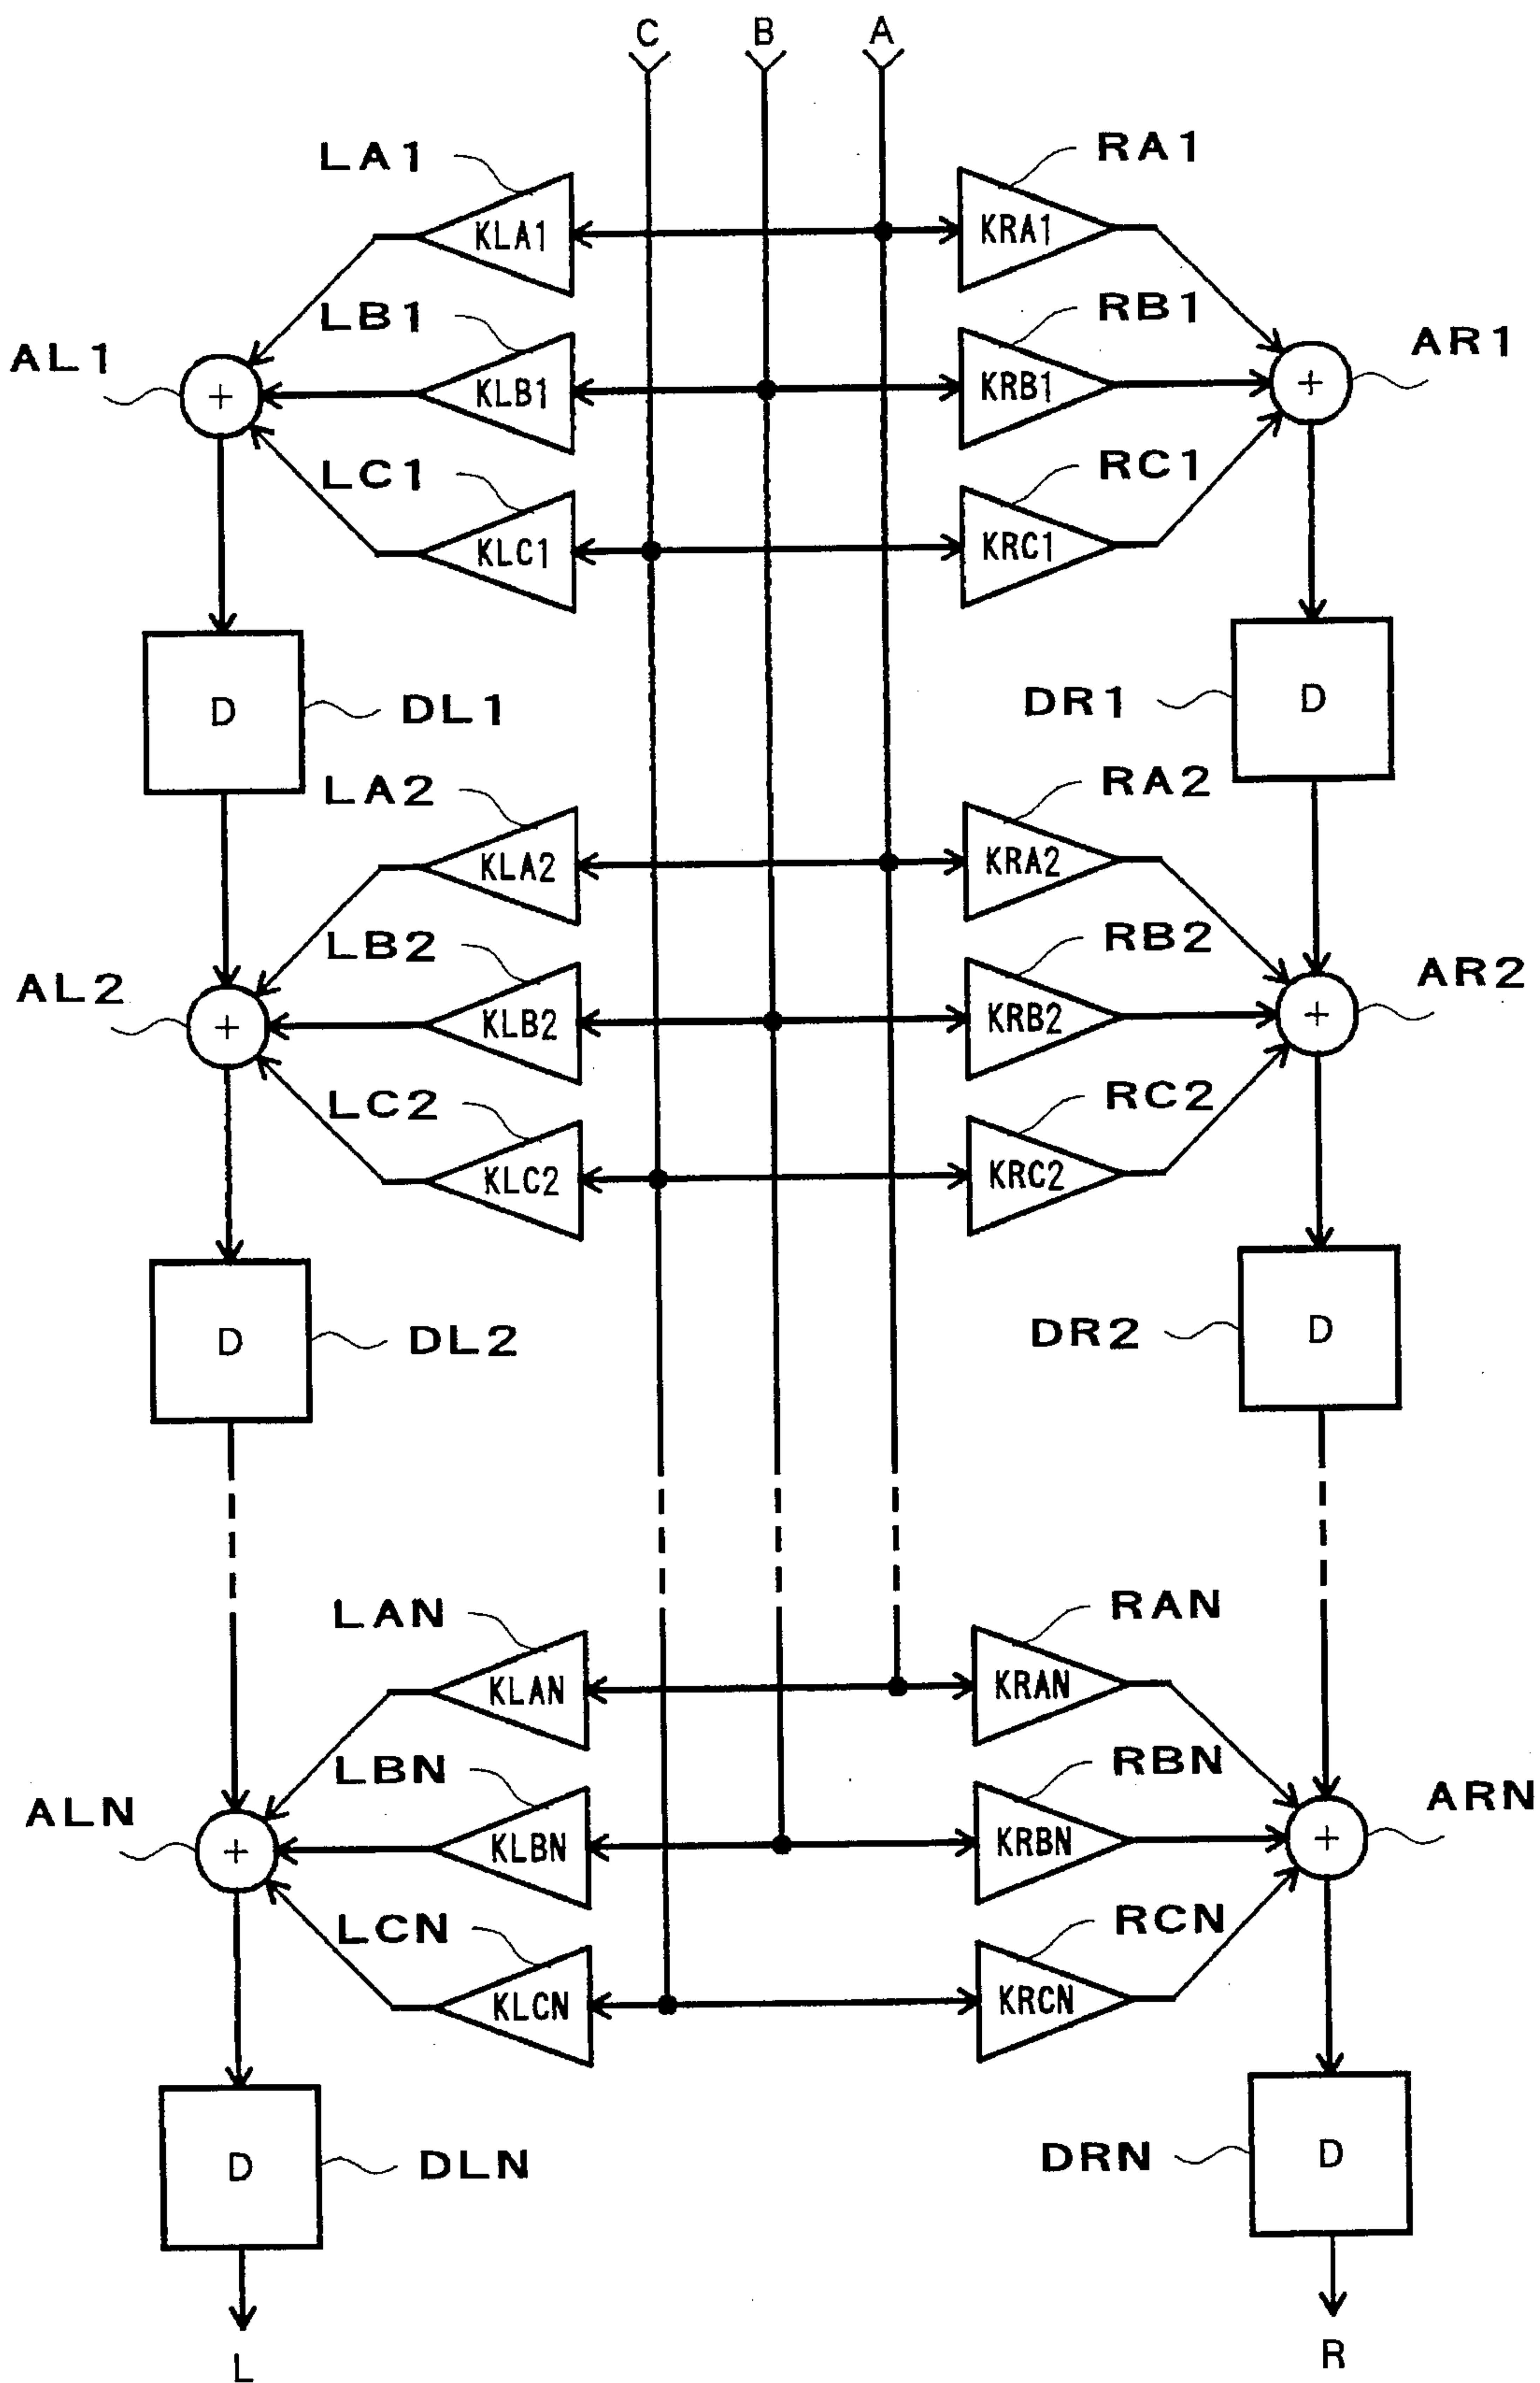 C B A
LA1 RA1
KLA1 KRA1
LB1 RB1
AL1 AR1
+ KLB1 KRB1 +
LC1 RC1
KLC1 KRC1
D DL1 DR1 D
LA2 RA2
KLA2 KRA2
LB2 RB2
AL2 AR2
+ KLB2 KRB2 +
LC2 RC2
KLC2 KRC2
D DL2 DR2 D
LAN RAN
KLAN KRAN
LBN RBN
ALN ARN
+ KLBN KRBN +
LCN RCN
KLCN KRCN
D DLN DRN D
L R